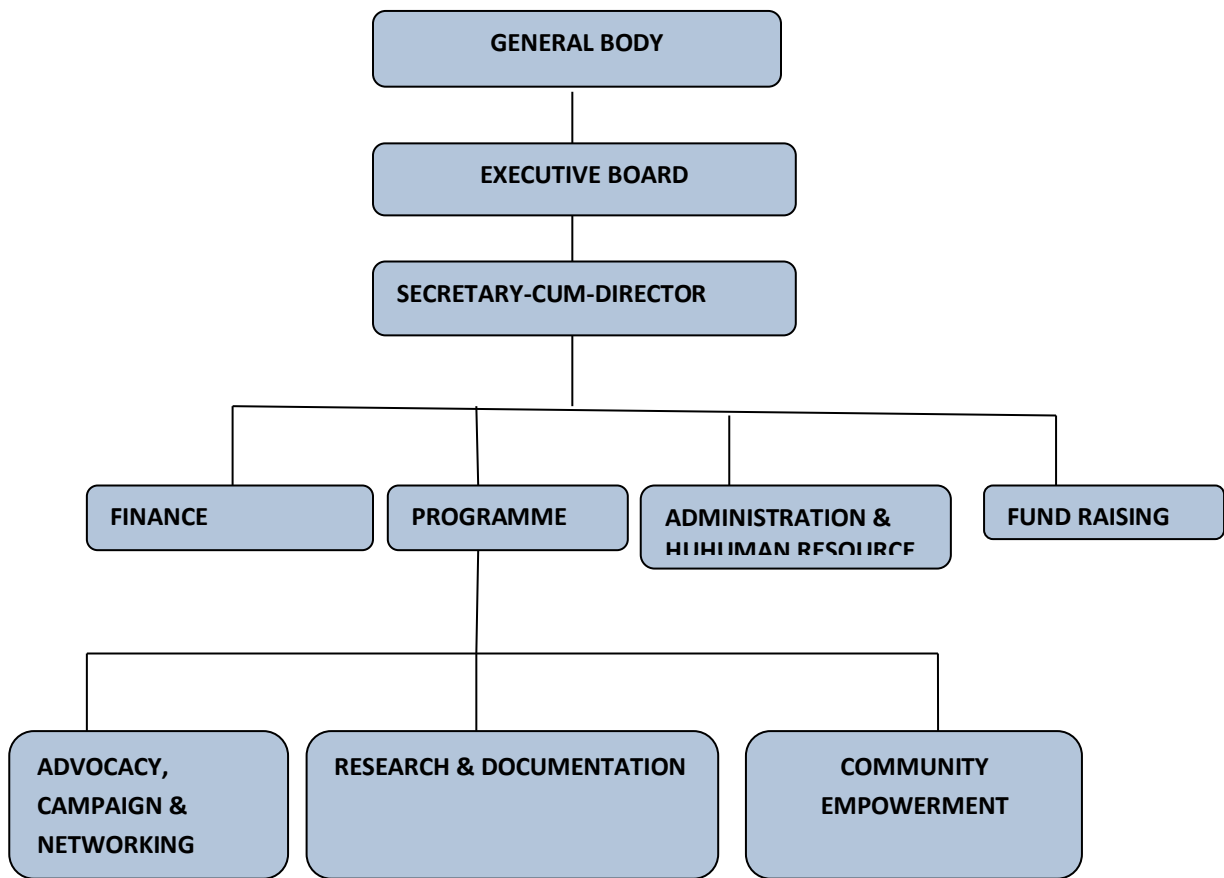 GENERAL BODY
EXECUTIVE BOARD
SECRETARY-CUM-DIRECTOR
FINANCE
PROGRAMME
ADMINISTRATION &
HUHUMAN RESOURCE
FUND RAISING
ADVOCACY,
CAMPAIGN &
NETWORKING
RESEARCH & DOCUMENTATION
COMMUNITY
EMPOWERMENT